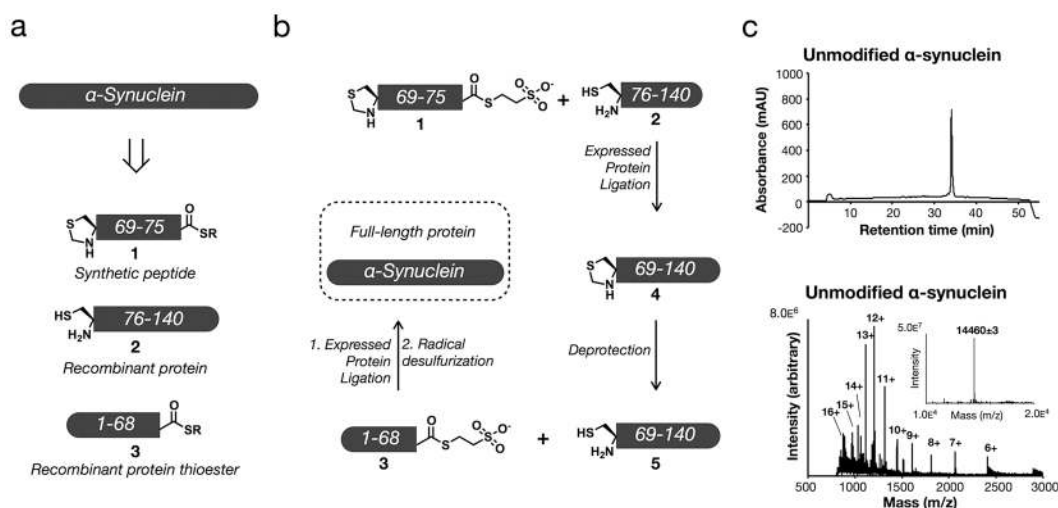 a
α-Synuclein
S
N
H
69-75
O
SR
1
Synthetic peptide
HS
H₂N
76-140
2
Recombinant protein
1-68
O
SR
3
Recombinant protein thioester
b
S
N
H
69-75
O
S
O
S
O
O-
1
+
HS
H₂N
76-140
2
Expressed
Protein
Ligation
S
N
H
69-140
4
Deprotection
HS
H₂N
69-140
5
+
1-68
O
S
O
S
O
O-
3
1. Expressed
Protein
Ligation
2. Radical
desulfurization
Full-length protein
α-Synuclein
c
Unmodified α-synuclein
Absorbance (mAU)
1000
800
600
400
200
0
-200
10
20
30
40
50
Retention time (min)
Unmodified α-synuclein
Intensity (arbitrary)
8.0E⁶
16+
15+
14+
13+
12+
11+
10+
9+
8+
7+
6+
500
1000
1500
2000
2500
3000
Mass (m/z)
Intensity
5.0E⁷
14460±3
1.0E⁴
2.0E⁴
Mass (m/z)